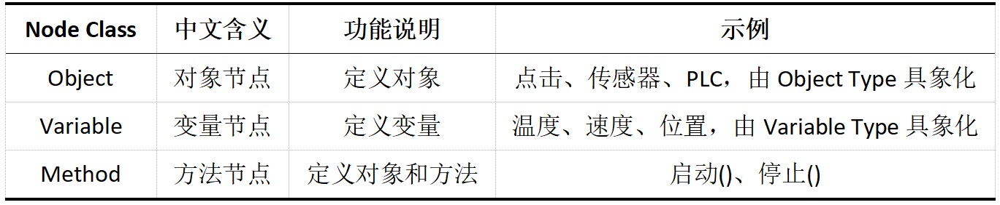 Node Class 中文含义 功能说明 示例
Object 对象节点 定义对象 点击、传感器、PLC，由 Object Type 具象化
Variable 变量节点 定义变量 温度、速度、位置，由 Variable Type 具象化
Method 方法节点 定义对象和方法 启动()、停止()